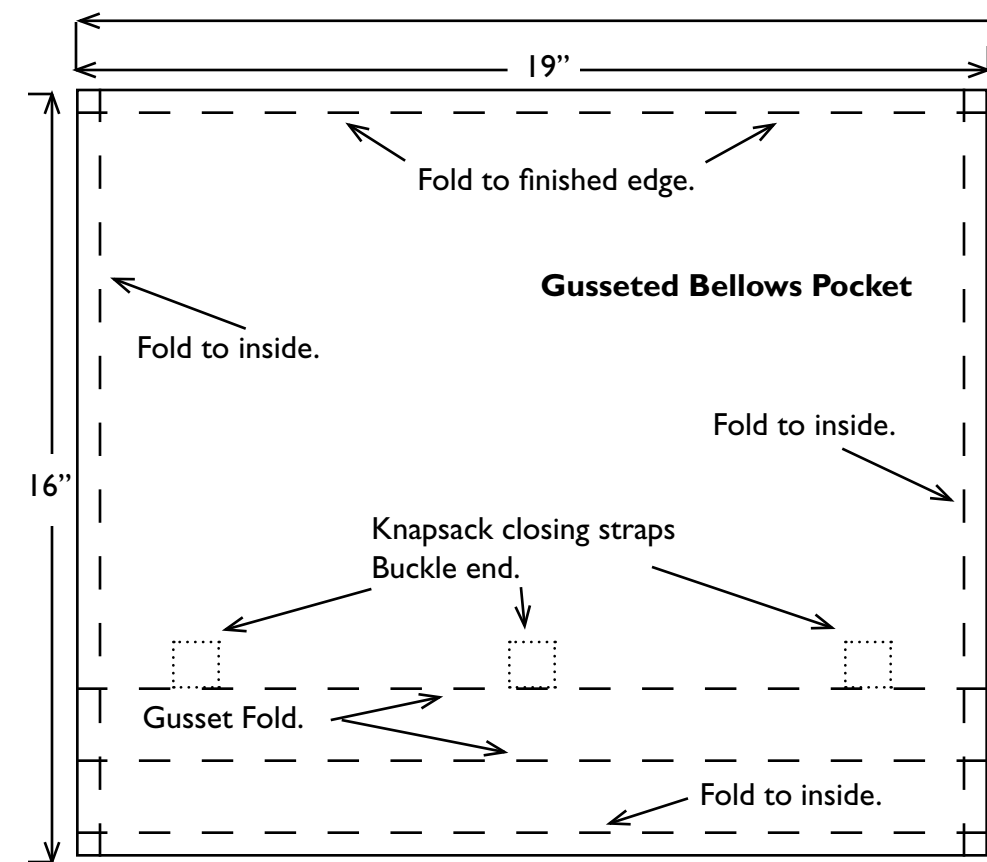 19”
Fold to finished edge.
Gusseted Bellows Pocket
Fold to inside.
Fold to inside.
16”
Knapsack closing straps
Buckle end.
Gusset Fold.
Fold to inside.